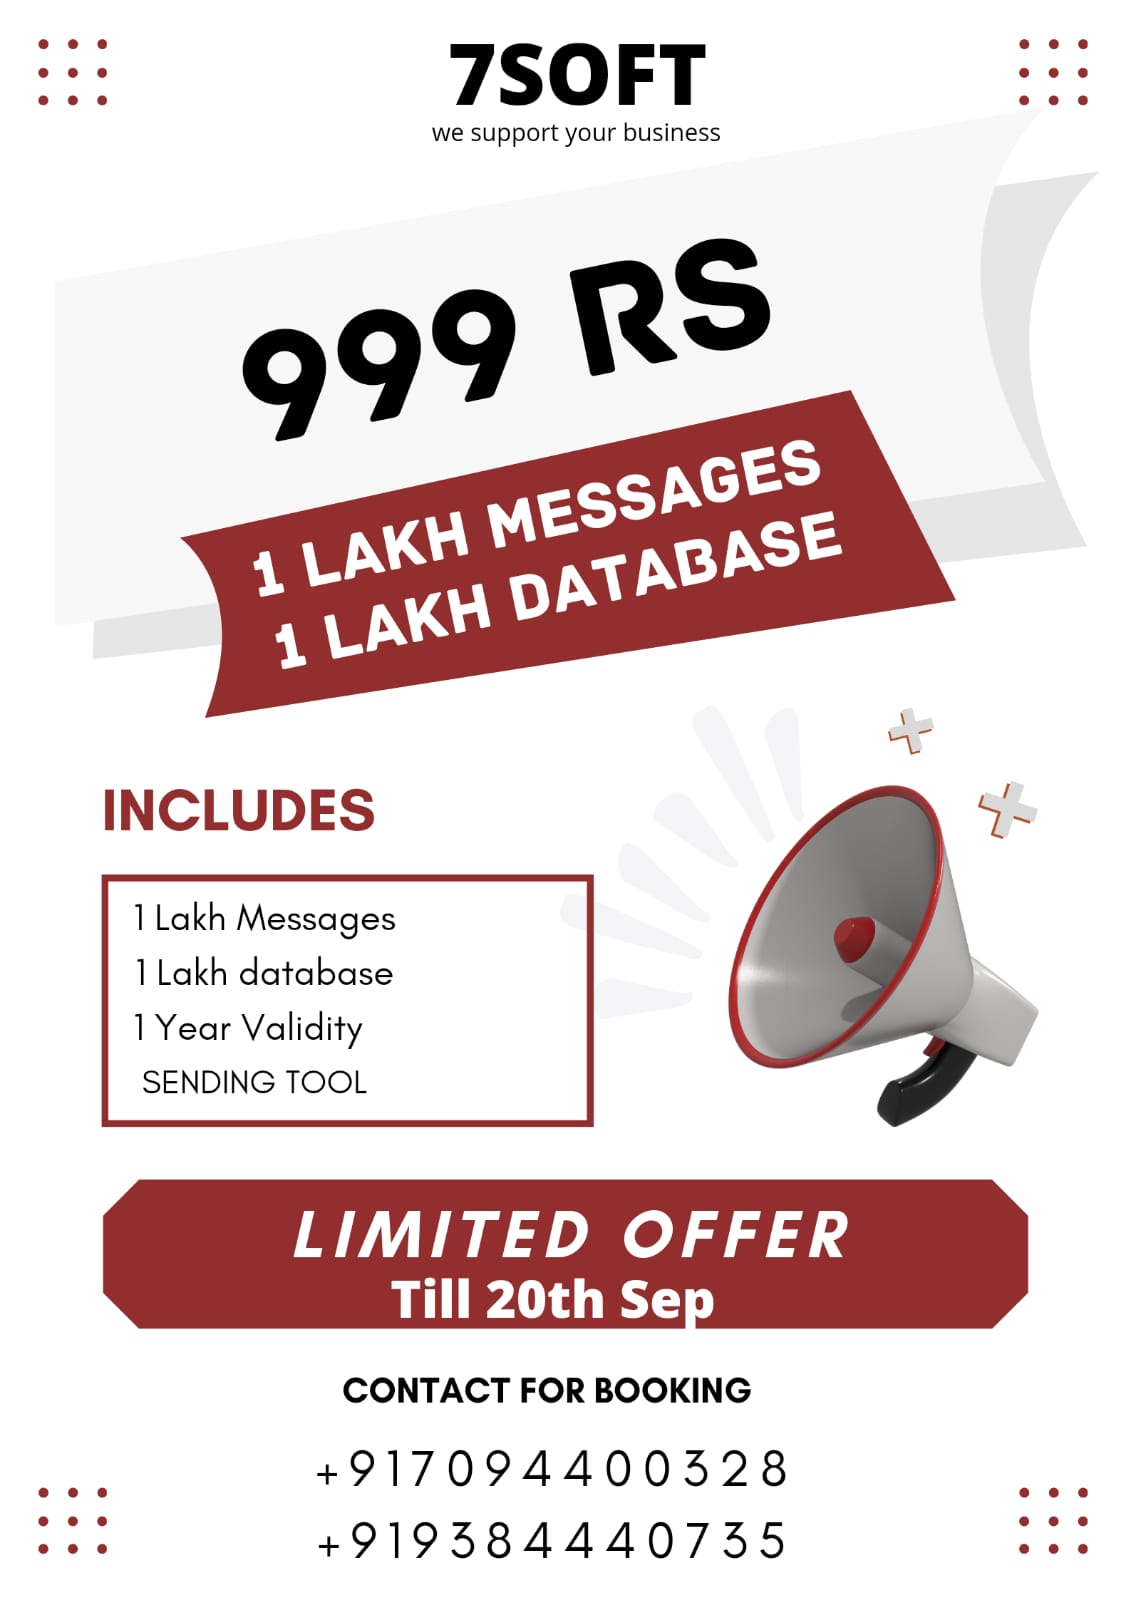 7SOFT
we support your business
999 RS
1 LAKH MESSAGES
1 LAKH DATABASE
INCLUDES
1 Lakh Messages
1 Lakh database
1 Year Validity
SENDING TOOL
LIMITED OFFER
Till 20th Sep
CONTACT FOR BOOKING
+917094400328
+919384440735